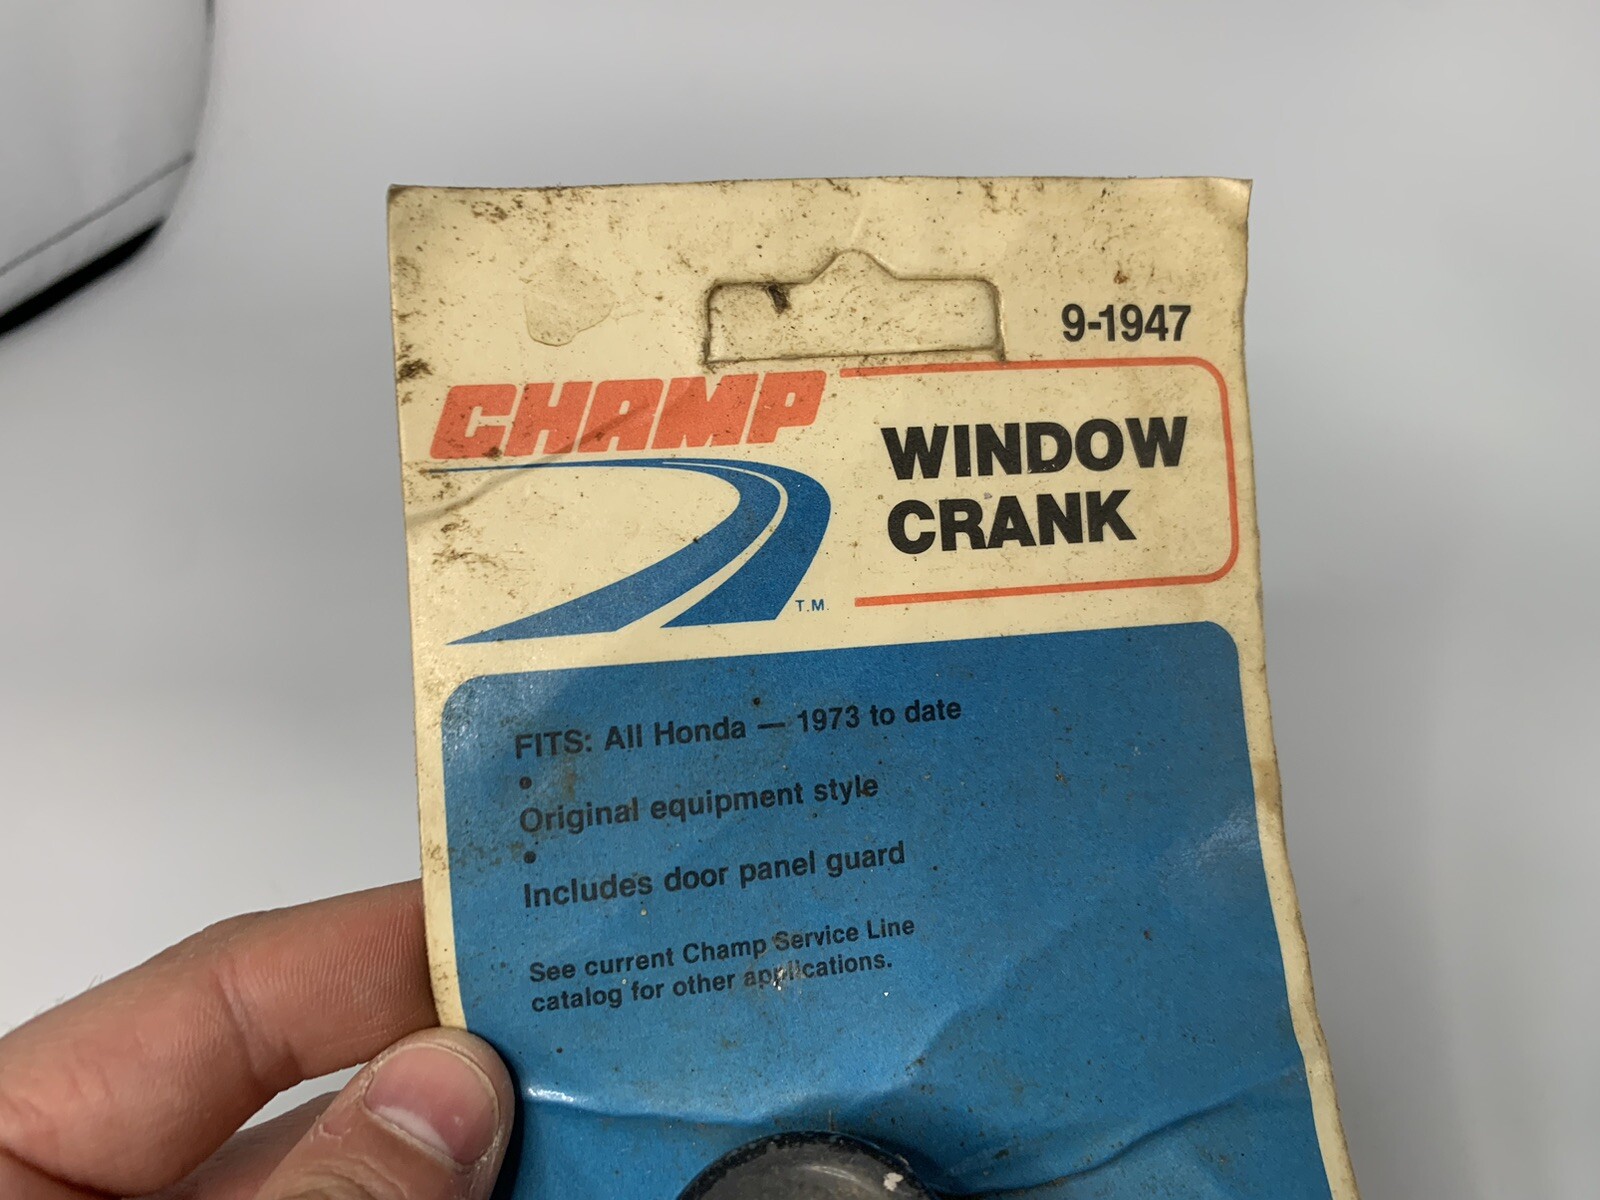 9-1947
CHAMP
T.M.
WINDOW
CRANK
FITS: All Honda — 1973 to date
•
Original equipment style
•
Includes door panel guard
See current Champ Service Line
catalog for other applications.